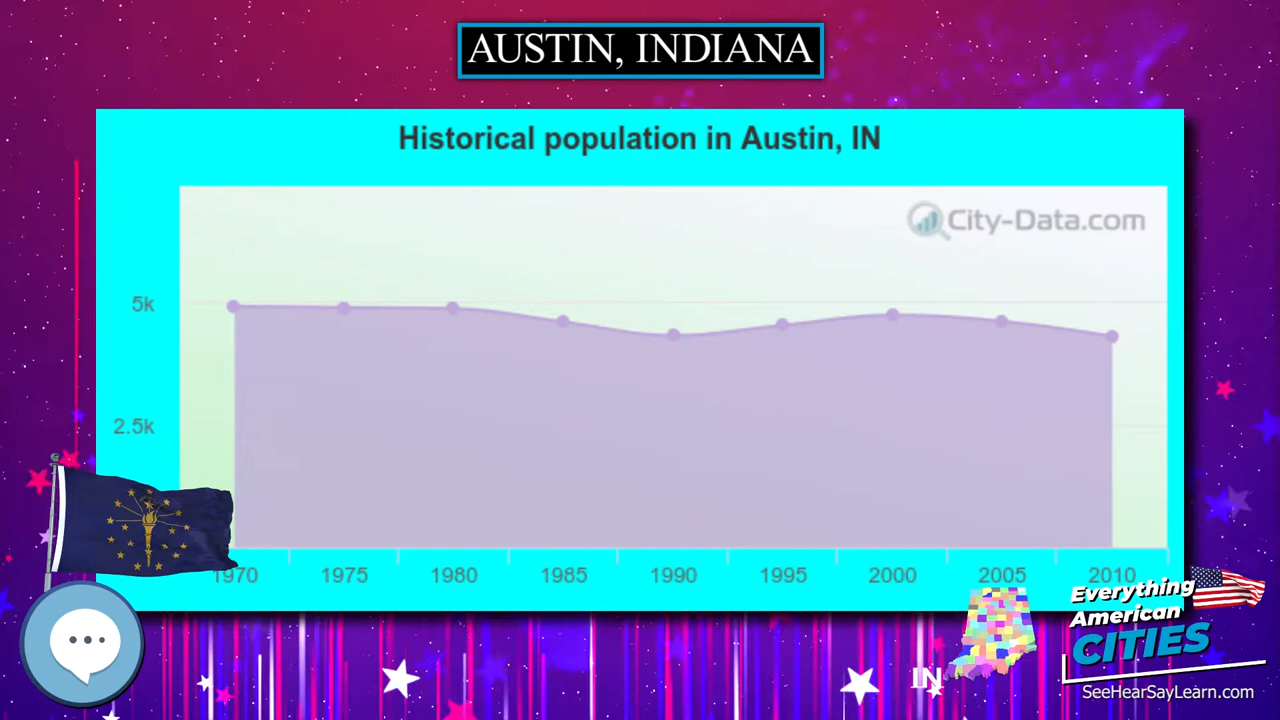 AUSTIN, INDIANA
Historical population in Austin, IN
City-Data.com
5k
2.5k
1970 1975 1980 1985 1990 1995 2000 2005 2010
Everything
American
CITIES
IN
SeeHearSayLearn.com